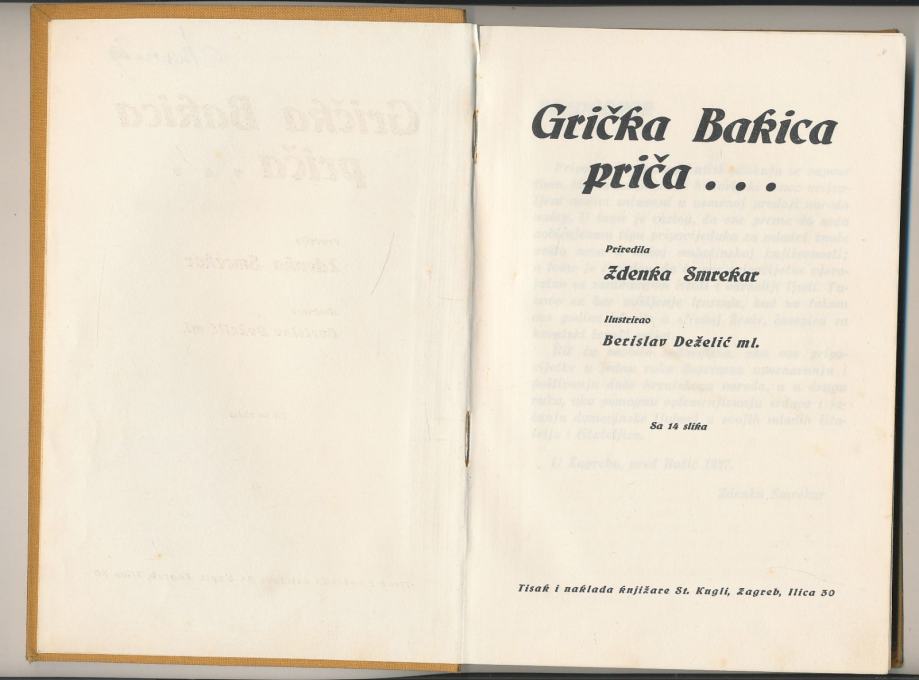 Grička Bakica
priča . . .
Priredila
Zdenka Smrekar
Ilustrirao
Berislav Deželić ml.
Sa 14 slika
Tisak i naklada knjižare St. Kugli, Zagreb, Ilica 30